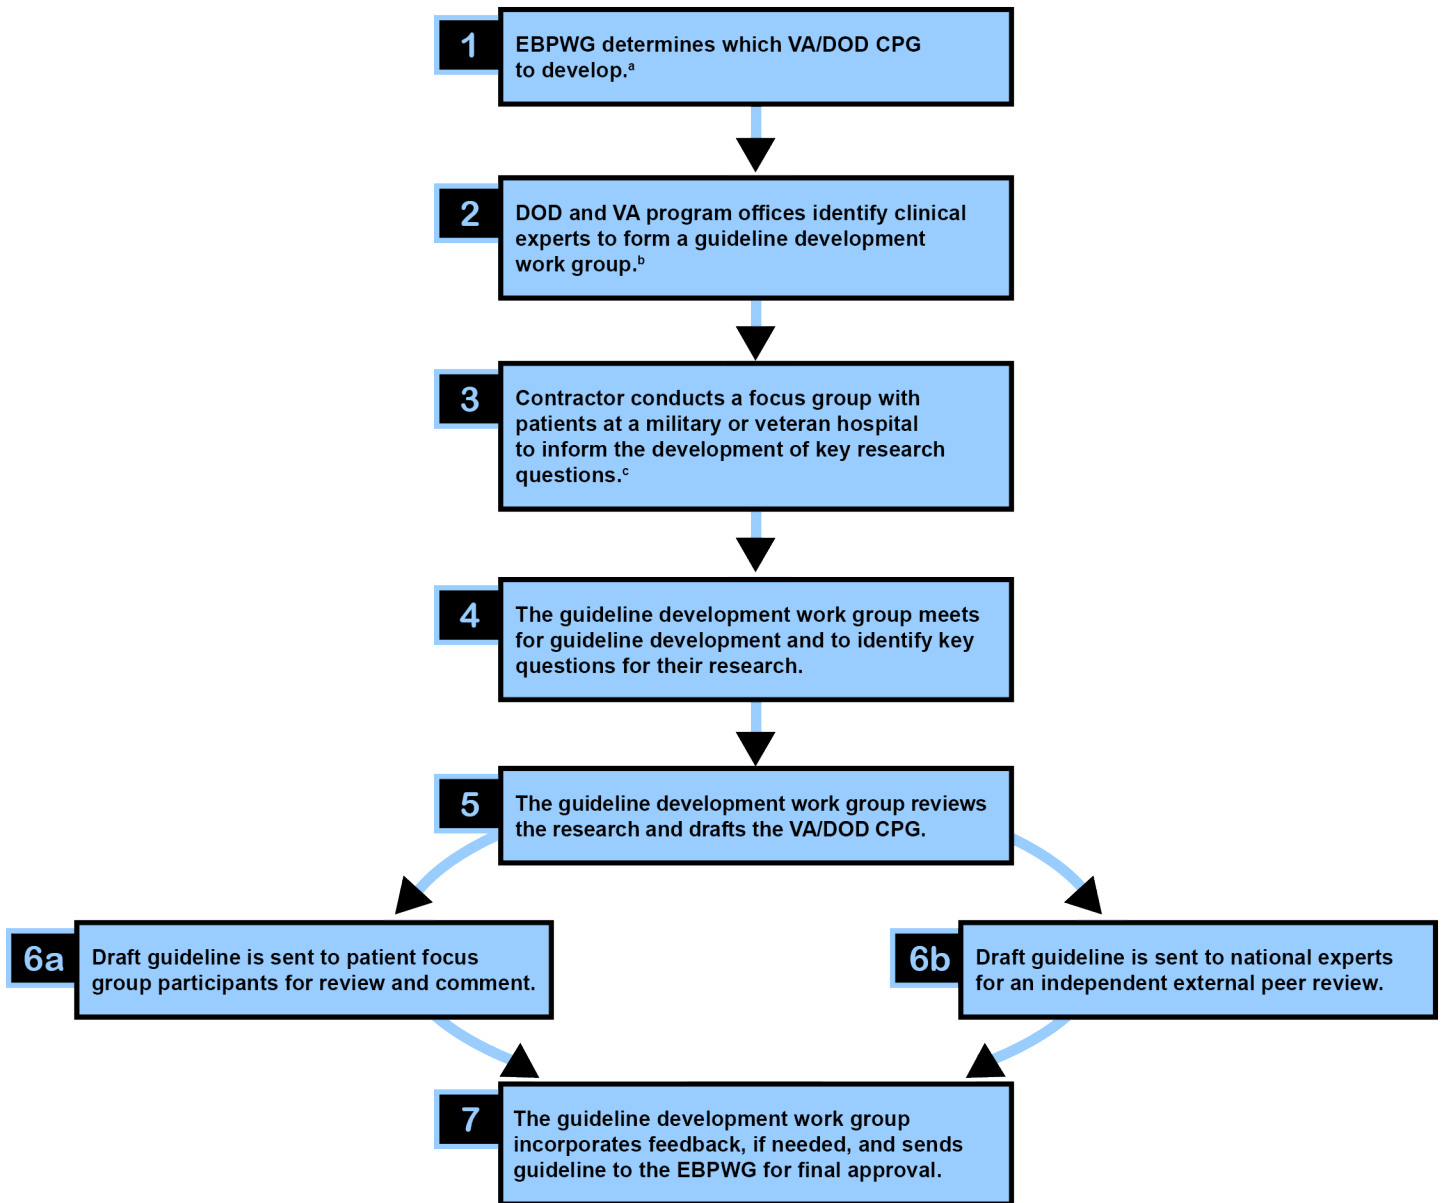 1
EBPWG determines which VA/DOD CPG
to develop.a
2
DOD and VA program offices identify clinical
experts to form a guideline development
work group.b
3
Contractor conducts a focus group with
patients at a military or veteran hospital
to inform the development of key research
questions.c
4
The guideline development work group meets
for guideline development and to identify key
questions for their research.
5
The guideline development work group reviews
the research and drafts the VA/DOD CPG.
6a
Draft guideline is sent to patient focus
group participants for review and comment.
6b
Draft guideline is sent to national experts
for an independent external peer review.
7
The guideline development work group
incorporates feedback, if needed, and sends
guideline to the EBPWG for final approval.